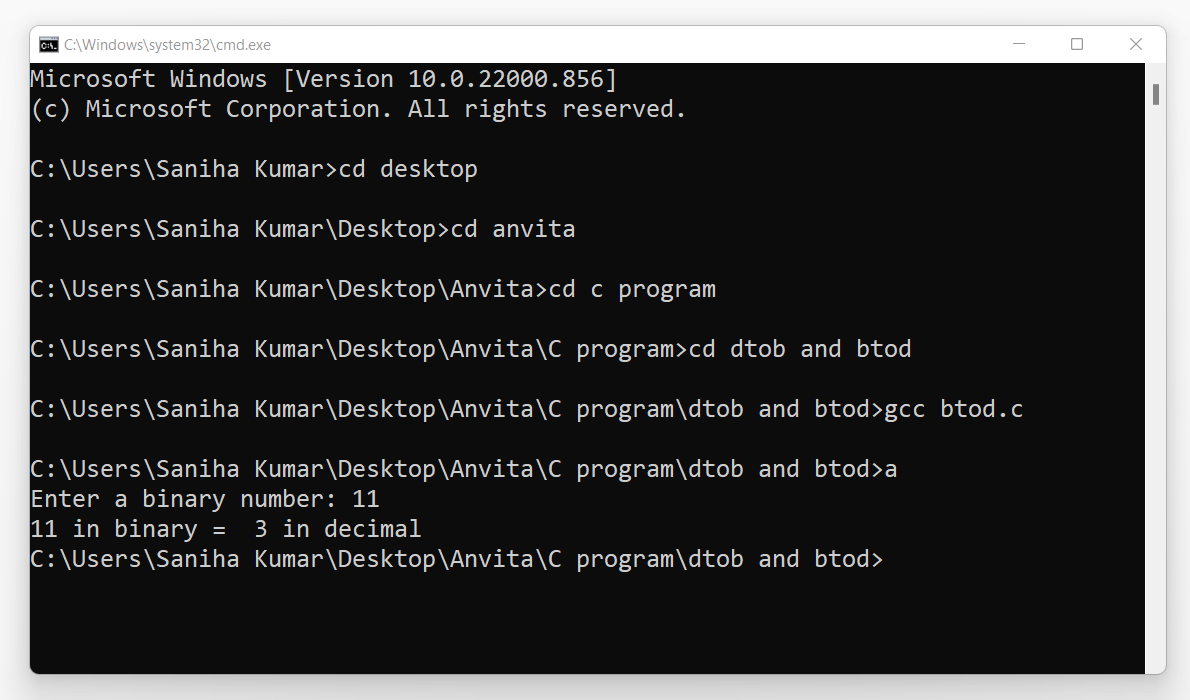 C:\Windows\system32\cmd.exe
Microsoft Windows [Version 10.0.22000.856]
(c) Microsoft Corporation. All rights reserved.
C:\Users\Saniha Kumar>cd desktop
C:\Users\Saniha Kumar\Desktop>cd anvita
C:\Users\Saniha Kumar\Desktop\Anvita>cd c program
C:\Users\Saniha Kumar\Desktop\Anvita\C program>cd dtob and btod
C:\Users\Saniha Kumar\Desktop\Anvita\C program\dtob and btod>gcc btod.c
C:\Users\Saniha Kumar\Desktop\Anvita\C program\dtob and btod>a
Enter a binary number: 11
11 in binary =  3 in decimal
C:\Users\Saniha Kumar\Desktop\Anvita\C program\dtob and btod>